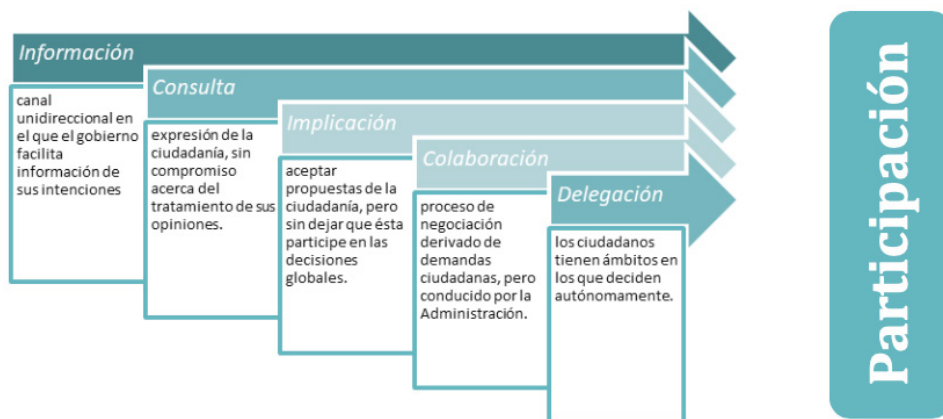 Información
canal
unidireccional en
el que el gobierno
facilita
información de
sus intenciones
Consulta
expresión de la
ciudadanía, sin
compromiso
acerca del
tratamiento de sus
opiniones.
Implicación
aceptar
propuestas de la
ciudadanía, pero
sin dejar que ésta
participe en las
decisiones
globales.
Colaboración
proceso de
negociación
derivado de
demandas
ciudadanas, pero
conducido por la
Administración.
Delegación
los ciudadanos
tienen ámbitos en
los que deciden
autónomamente.
Participación